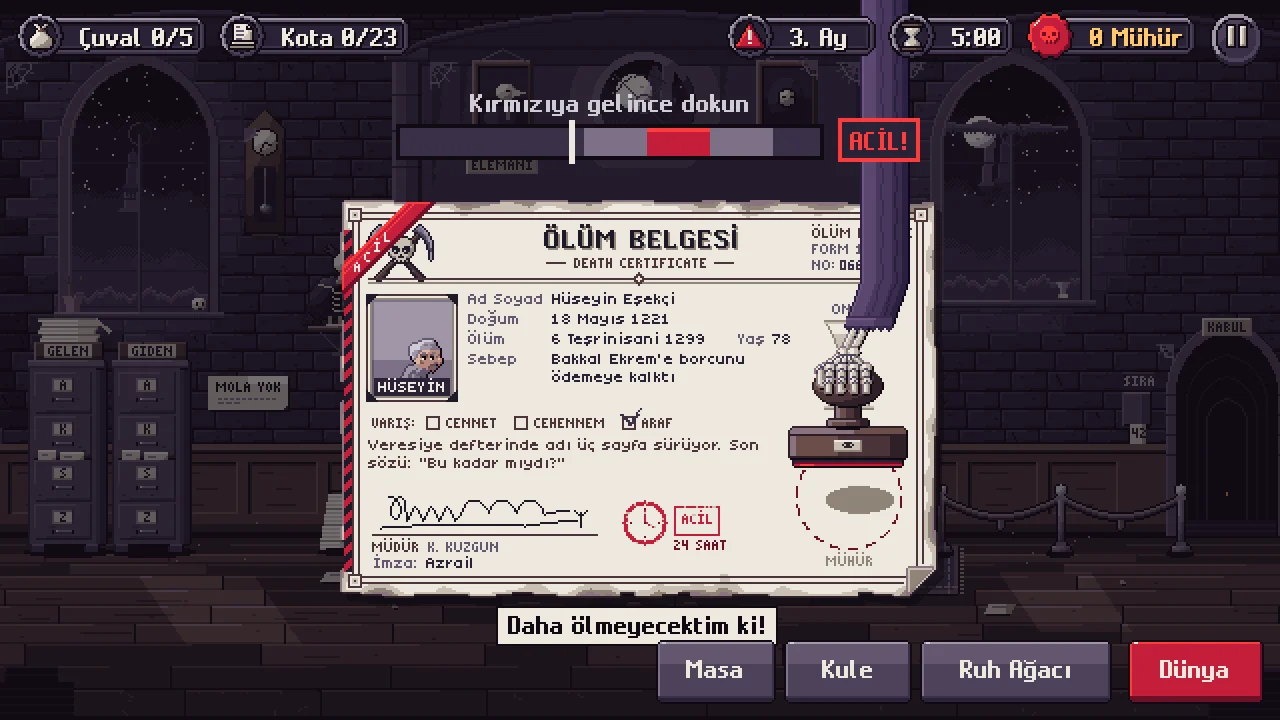 Çuval 0/5
Kota 0/23
3. Ay
5:00
0 Mühür
Kırmızıya gelince dokun
ACİL!
ELEMANI
ACİL
ÖLÜM BELGESİ
DEATH CERTIFICATE
ÖLÜM
FORM
NO:
Ad Soyad Hüseyin Eşekçi
Doğum 18 Mayıs 1221
Ölüm 6 Teşrinisani 1299 Yaş 78
Sebep Bakkal Ekrem'e borcunu
ödemeye kalktı
HÜSEYİN
VARIŞ: CENNET CEHENNEM ARAF
Veresiye defterinde adı üç sayfa sürüyor. Son
sözü: "Bu kadar mıydı?"
ACİL
24 SAAT
MÜDÜR K. KUZGUN
İmza: Azrail
MÜHÜR
GELEN
GIDEN
A
A
K
K
S
S
Z
Z
MOLA YOK
KABUL
SIRA
42
Daha ölmeyecektim ki!
Masa
Kule
Ruh Ağacı
Dünya